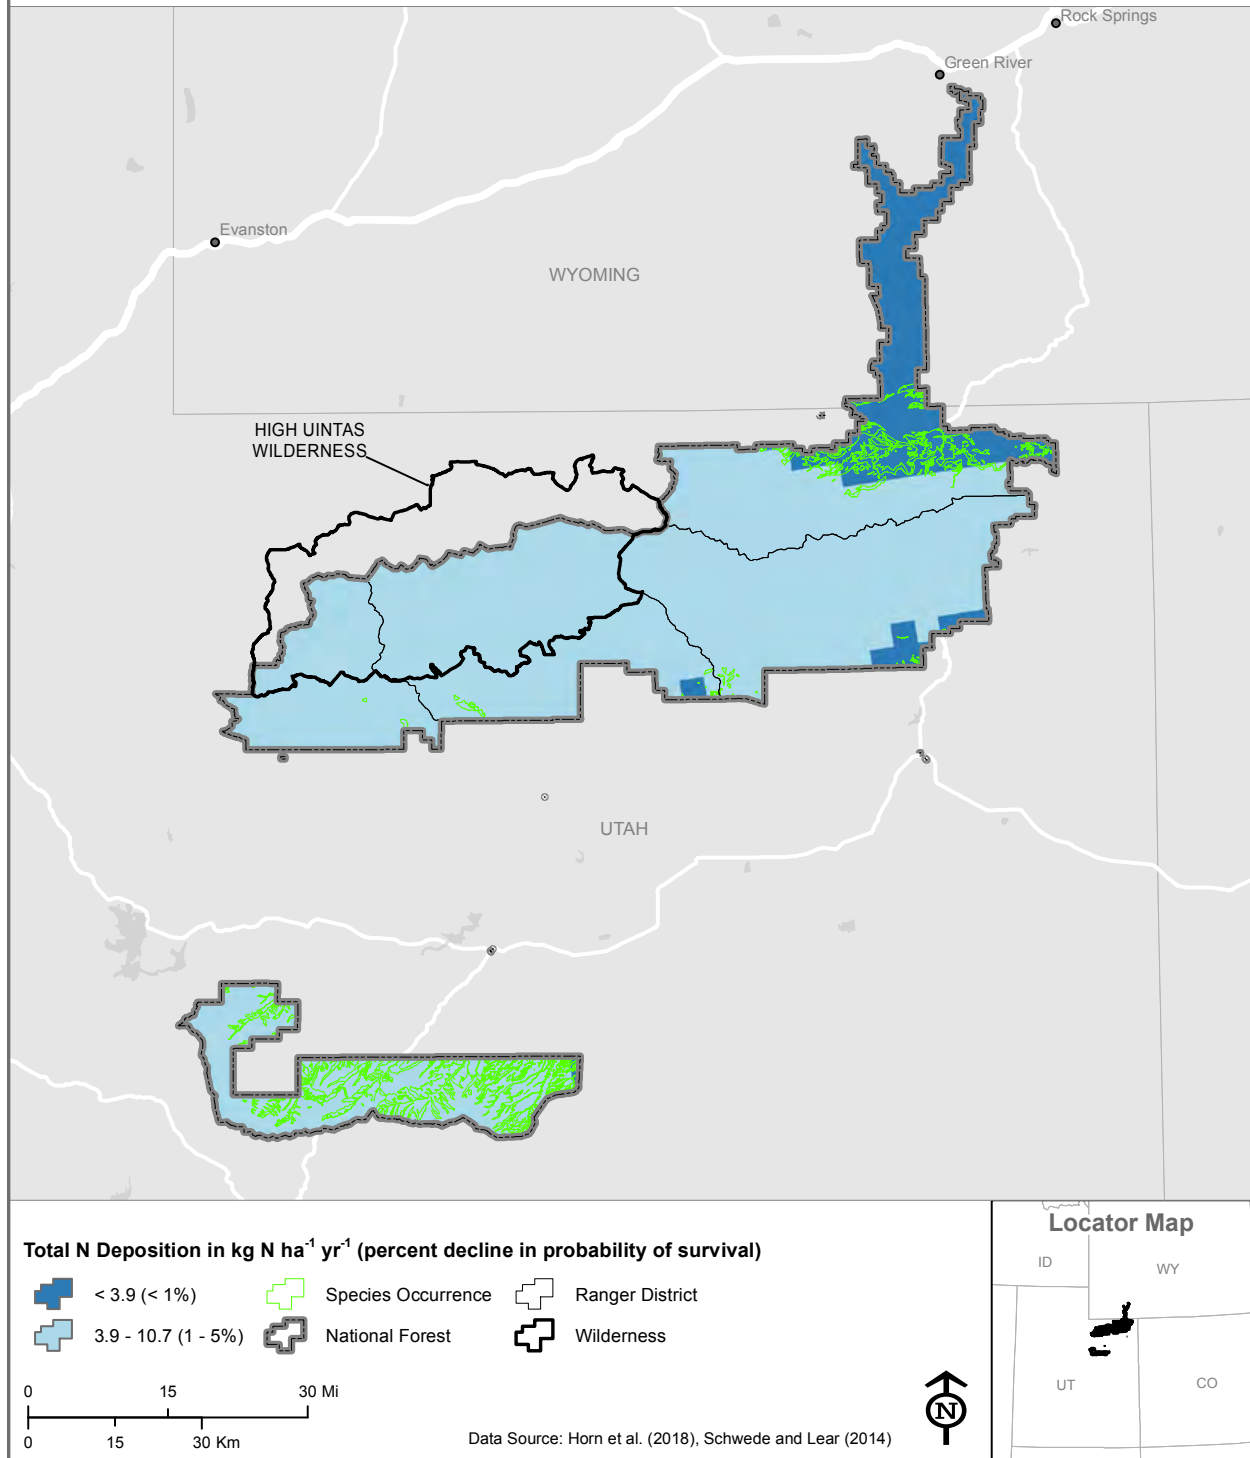 Rock Springs
Green River
Evanston
WYOMING
HIGH UINTAS
WILDERNESS
UTAH
Total N Deposition in kg N ha⁻¹ yr⁻¹ (percent decline in probability of survival)
< 3.9 (< 1%)
Species Occurrence
Ranger District
3.9 - 10.7 (1 - 5%)
National Forest
Wilderness
0 15 30 Mi
0 15 30 Km
N
Data Source: Horn et al. (2018), Schwede and Lear (2014)
Locator Map
ID
WY
UT
CO